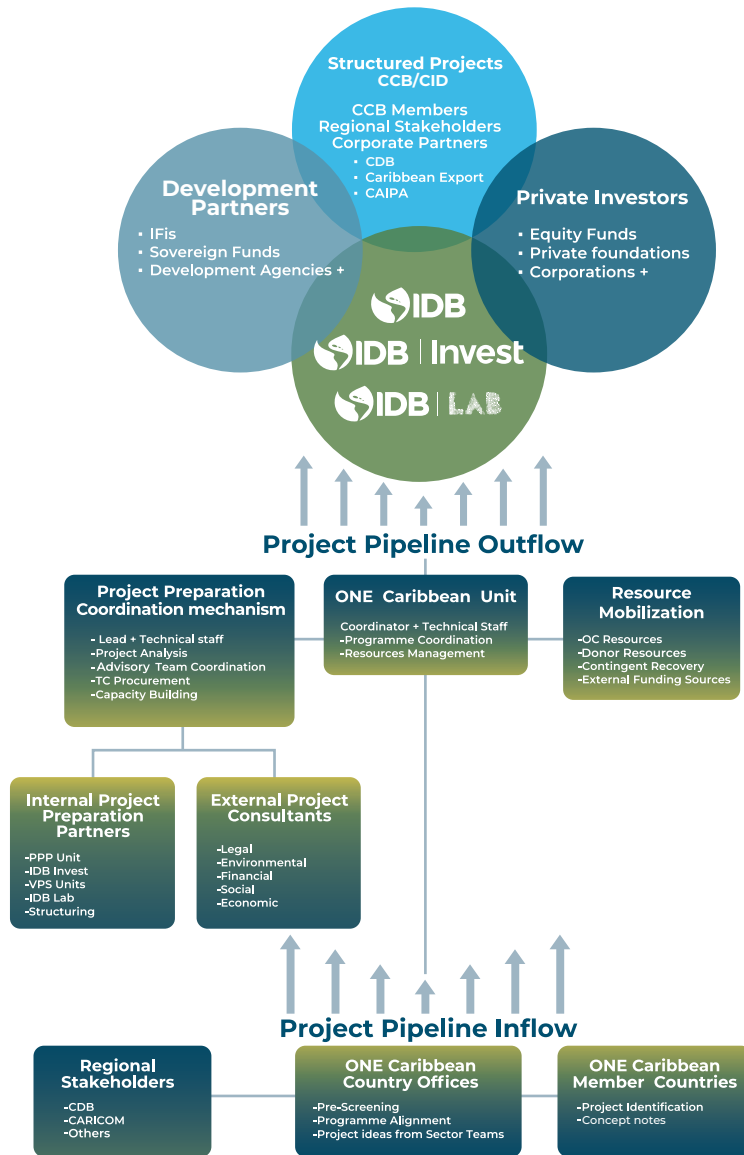 Structured Projects
CCB/CID
CCB Members
Regional Stakeholders
Corporate Partners
▪ CDB
▪ Caribbean Export
▪ CAIPA
Development
Partners
▪ IFis
▪ Sovereign Funds
▪ Development Agencies +
Private Investors
▪ Equity Funds
▪ Private foundations
▪ Corporations +
IDB
IDB | Invest
IDB | LAB
Project Pipeline Outflow
Project Preparation
Coordination mechanism
- Lead + Technical staff
-Project Analysis
-Advisory Team Coordination
-TC Procurement
-Capacity Building
ONE Caribbean Unit
Coordinator + Technical Staff
-Programme Coordination
-Resources Management
Resource
Mobilization
-OC Resources
-Donor Resources
-Contingent Recovery
-External Funding Sources
Internal Project
Preparation
Partners
-PPP Unit
-IDB Invest
-VPS Units
-IDB Lab
-Structuring
External Project
Consultants
-Legal
-Environmental
-Financial
-Social
-Economic
Project Pipeline Inflow
Regional
Stakeholders
-CDB
-CARICOM
-Others
ONE Caribbean
Country Offices
-Pre-Screening
-Programme Alignment
-Project ideas from Sector Teams
ONE Caribbean
Member Countries
-Project Identification
-Concept notes